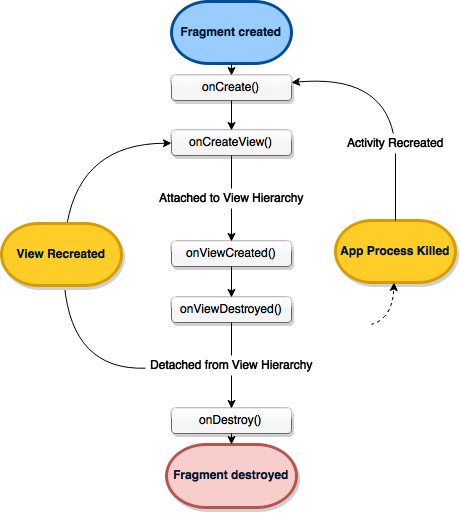 Fragment created
onCreate()
Activity Recreated
onCreateView()
Attached to View Hierarchy
View Recreated
onViewCreated()
App Process Killed
onViewDestroyed()
Detached from View Hierarchy
onDestroy()
Fragment destroyed